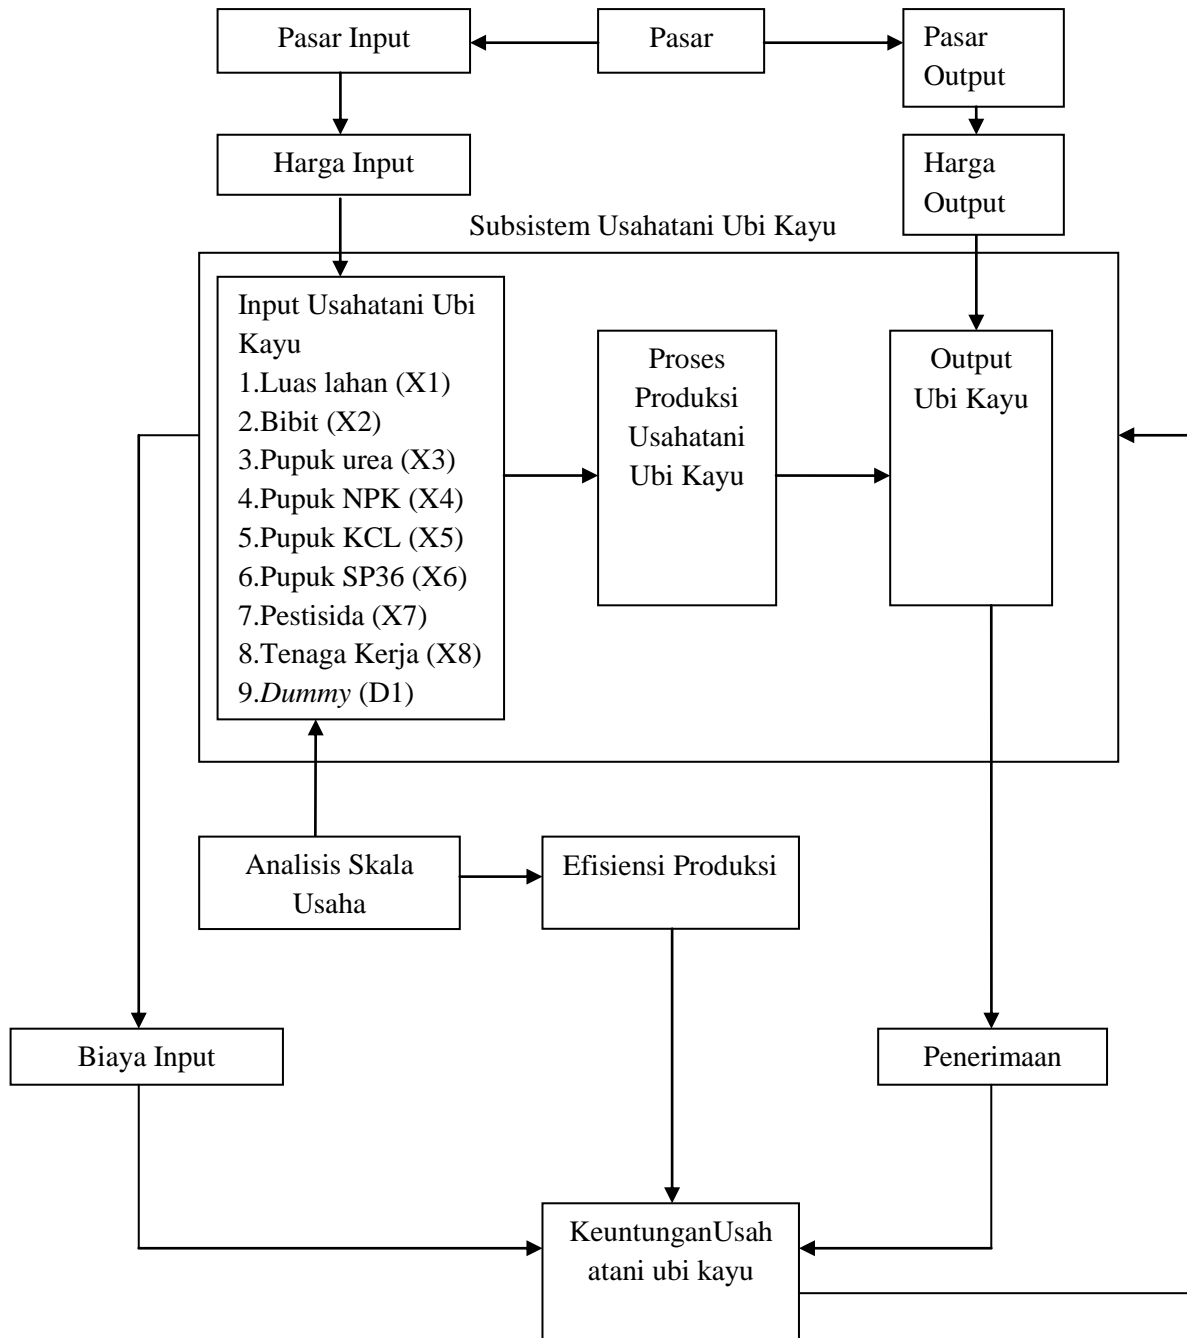 Pasar Input
Pasar
Pasar
Output
Harga Input
Harga
Output
Subsistem Usahatani Ubi Kayu
Input Usahatani Ubi
Kayu
1.Luas lahan (X1)
2.Bibit (X2)
3.Pupuk urea (X3)
4.Pupuk NPK (X4)
5.Pupuk KCL (X5)
6.Pupuk SP36 (X6)
7.Pestisida (X7)
8.Tenaga Kerja (X8)
9.Dummy (D1)
Proses
Produksi
Usahatani
Ubi Kayu
Output
Ubi Kayu
Analisis Skala
Usaha
Efisiensi Produksi
Biaya Input
Penerimaan
KeuntunganUsah
atani ubi kayu